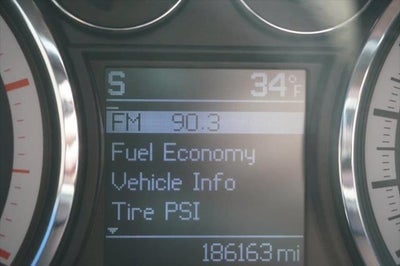 S 34°F
FM 90.3
Fuel Economy
Vehicle Info
Tire PSI
186163 mi